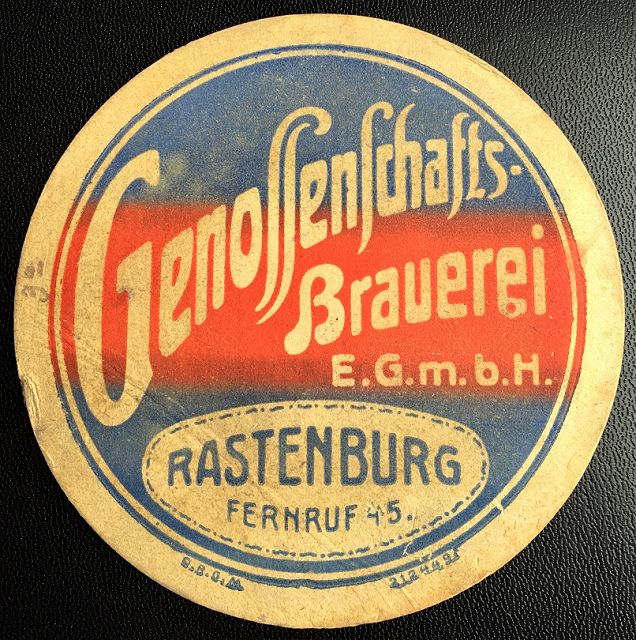 Genoſſenſchafts-
Brauerei
E.G.m.b.H.
RASTENBURG
FERNRUF 45.